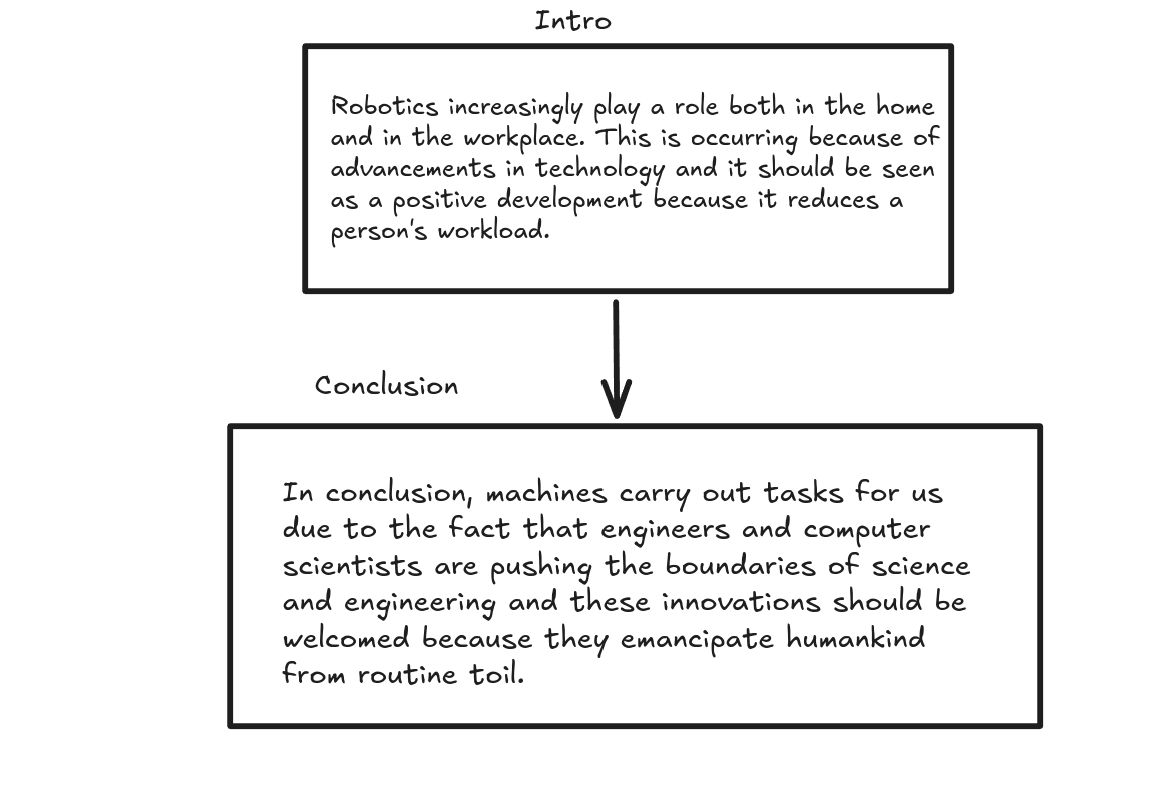 Intro
Robotics increasingly play a role both in the home
and in the workplace. This is occurring because of
advancements in technology and it should be seen
as a positive development because it reduces a
person's workload.
Conclusion
In conclusion, machines carry out tasks for us
due to the fact that engineers and computer
scientists are pushing the boundaries of science
and engineering and these innovations should be
welcomed because they emancipate humankind
from routine toil.